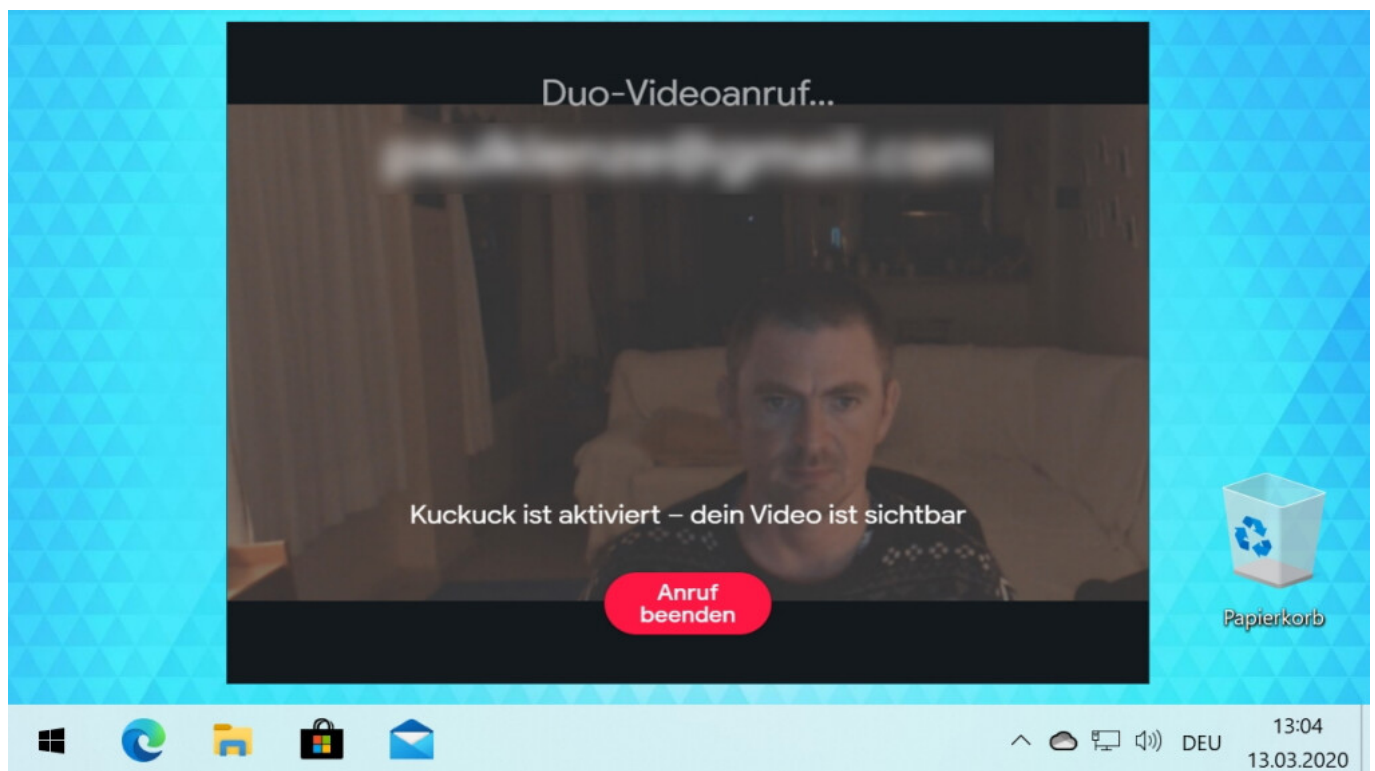 Duo-Videoanruf...
Kuckuck ist aktiviert – dein Video ist sichtbar
Anruf
beenden
Papierkorb
DEU
13:04
13.03.2020